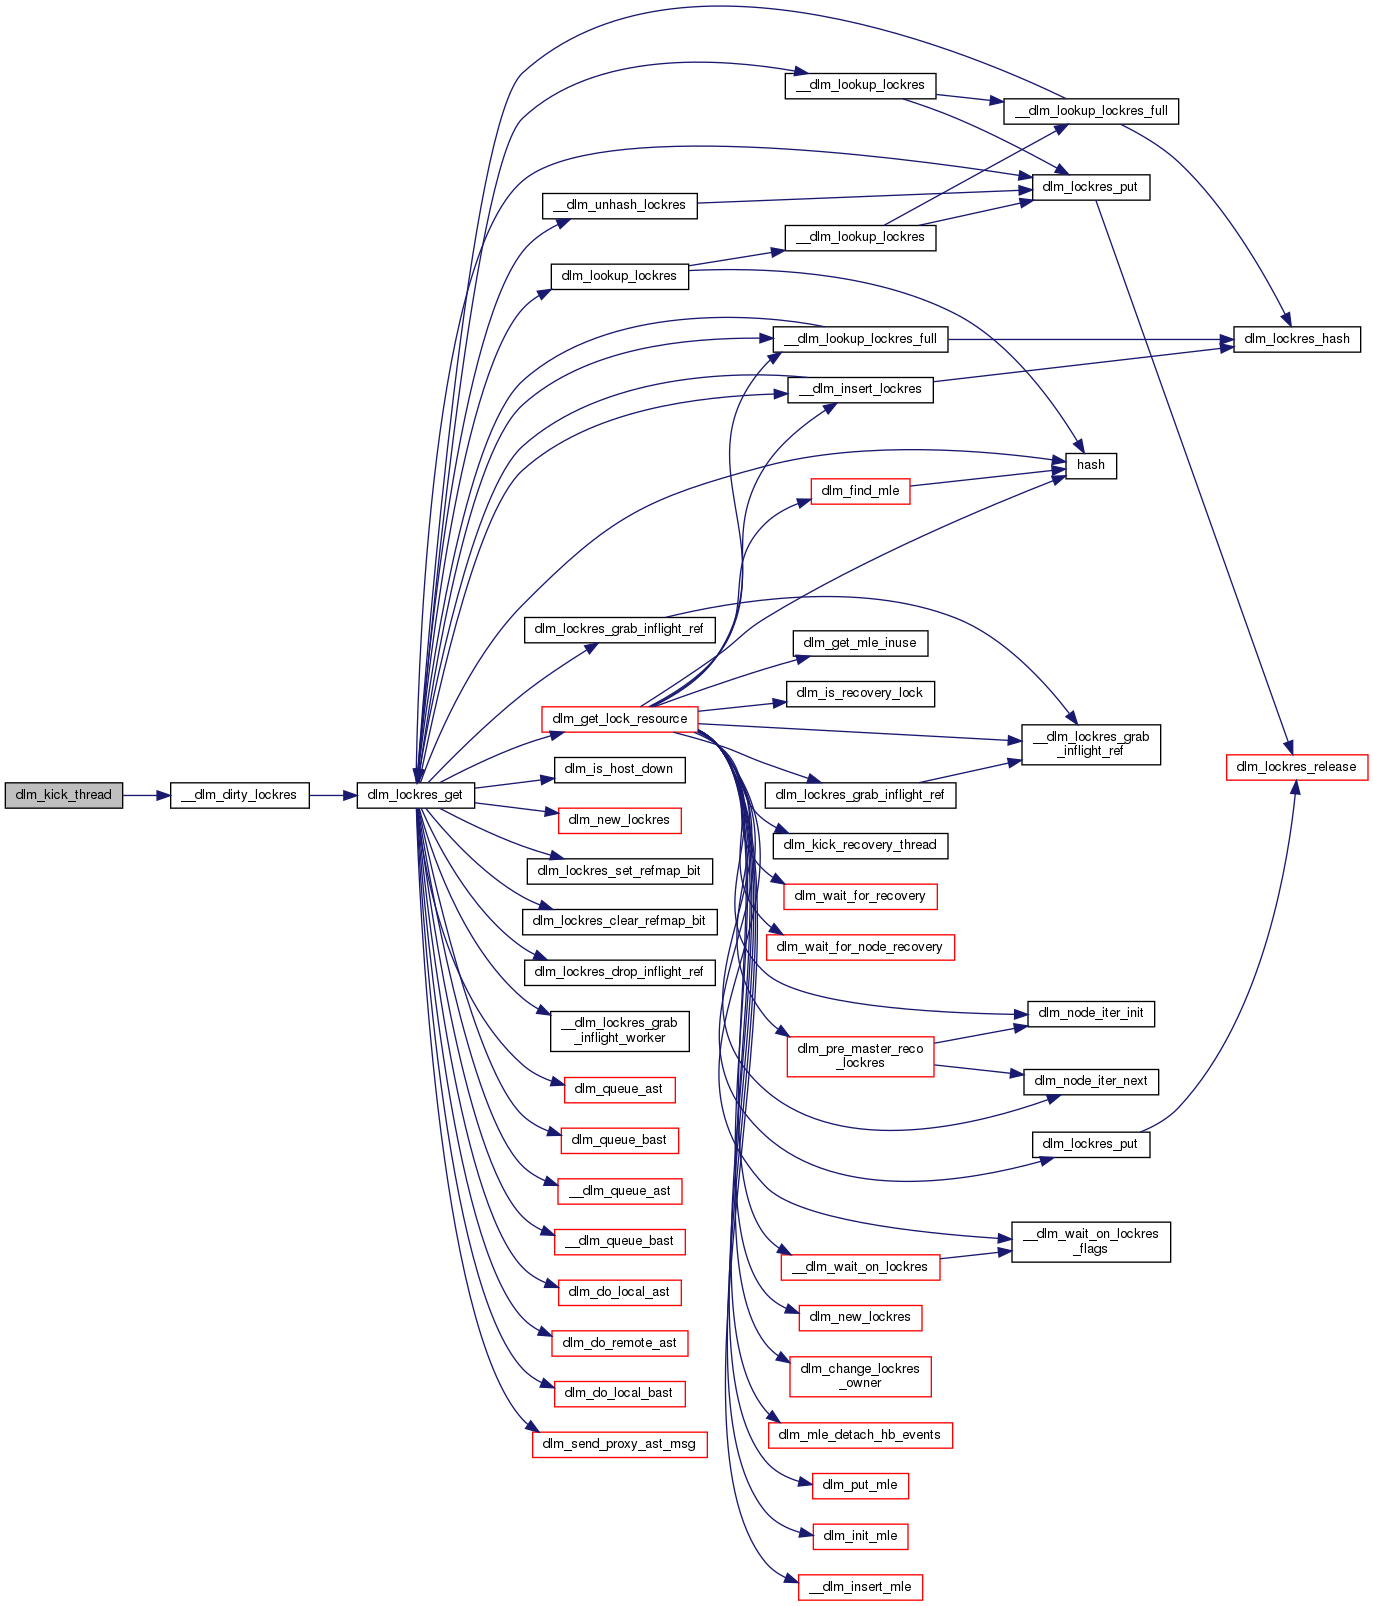 dlm_kick_thread
__dlm_dirty_lockres
dlm_lockres_get
__dlm_unhash_lockres
dlm_lookup_lockres
dlm_lockres_grab_inflight_ref
dlm_get_lock_resource
dlm_is_host_down
dlm_new_lockres
dlm_lockres_set_refmap_bit
dlm_lockres_clear_refmap_bit
dlm_lockres_drop_inflight_ref
__dlm_lockres_grab
_inflight_worker
dlm_queue_ast
dlm_queue_bast
__dlm_queue_ast
__dlm_queue_bast
dlm_do_local_ast
dlm_do_remote_ast
dlm_do_local_bast
dlm_send_proxy_ast_msg
__dlm_lookup_lockres
__dlm_lookup_lockres
__dlm_lookup_lockres_full
__dlm_insert_lockres
dlm_find_mle
dlm_get_mle_inuse
dlm_is_recovery_lock
dlm_lockres_grab_inflight_ref
dlm_kick_recovery_thread
dlm_wait_for_recovery
dlm_wait_for_node_recovery
dlm_pre_master_reco
_lockres
__dlm_wait_on_lockres
dlm_new_lockres
dlm_change_lockres
_owner
dlm_mle_detach_hb_events
dlm_put_mle
dlm_init_mle
__dlm_insert_mle
__dlm_lookup_lockres_full
dlm_lockres_put
hash
__dlm_lockres_grab
_inflight_ref
dlm_node_iter_init
dlm_node_iter_next
dlm_lockres_put
__dlm_wait_on_lockres
_flags
dlm_lockres_hash
dlm_lockres_release